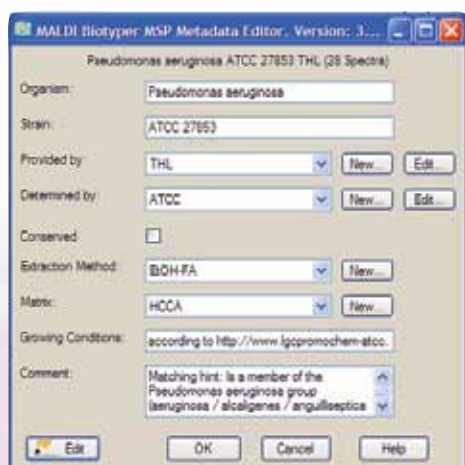 MALDI Biotyper MSP Metadata Editor. Version: 3...
Pseudomonas aeruginosa ATCC 27853 THL (28 Spectra)
Organism: Pseudomonas aeruginosa
Strain: ATCC 27853
Provided by: THL New... Edit...
Determined by: ATCC New... Edit...
Conserved
Extraction Method: EtOH-FA New...
Matrix: HCCA New...
Growing Conditions: according to http://www.lgcpromochem-atcc.
Comment: Matching hint: Is a member of the
Pseudomonas aeruginosa group
(aeruginosa / alcaligenes / anguilliseptica
Edit OK Cancel Help